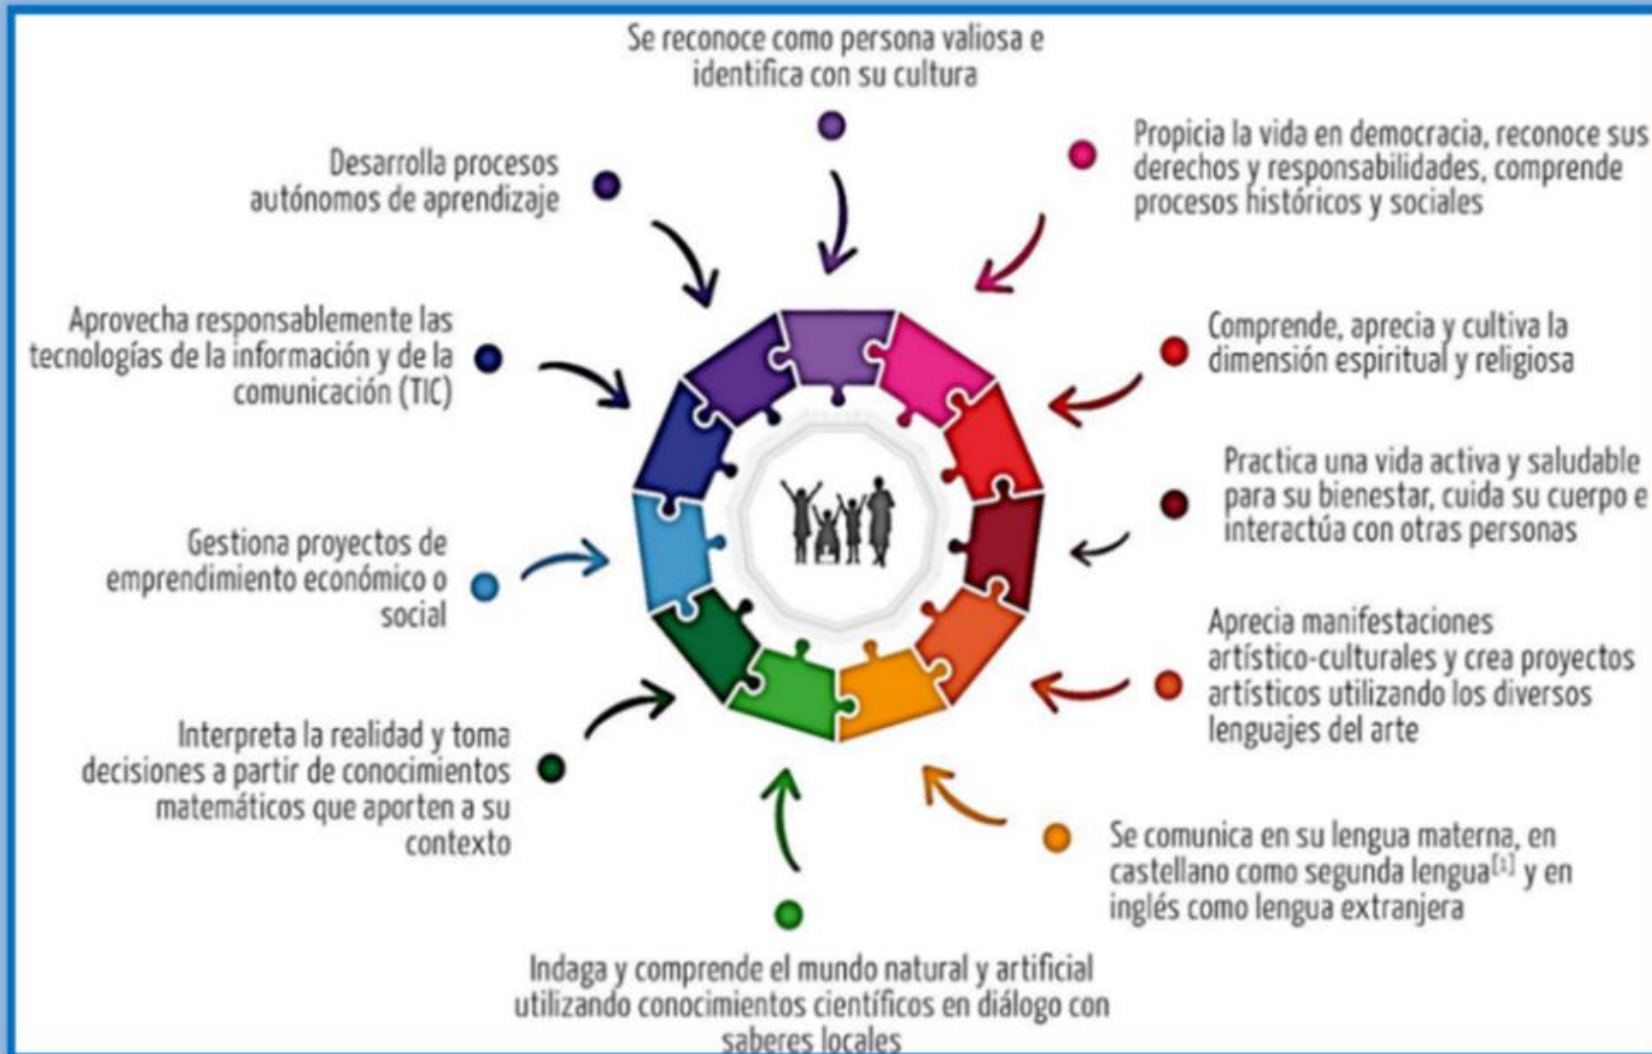 Se reconoce como persona valiosa e
identifica con su cultura
Propicia la vida en democracia, reconoce sus
derechos y responsabilidades, comprende
procesos históricos y sociales
Comprende, aprecia y cultiva la
dimensión espiritual y religiosa
Practica una vida activa y saludable
para su bienestar, cuida su cuerpo e
interactúa con otras personas
Aprecia manifestaciones
artístico-culturales y crea proyectos
artísticos utilizando los diversos
lenguajes del arte
Se comunica en su lengua materna, en
castellano como segunda lengua[1] y en
inglés como lengua extranjera
Indaga y comprende el mundo natural y artificial
utilizando conocimientos científicos en diálogo con
saberes locales
Interpreta la realidad y toma
decisiones a partir de conocimientos
matemáticos que aporten a su
contexto
Gestiona proyectos de
emprendimiento económico o
social
Aprovecha responsablemente las
tecnologías de la información y de la
comunicación (TIC)
Desarrolla procesos
autónomos de aprendizaje